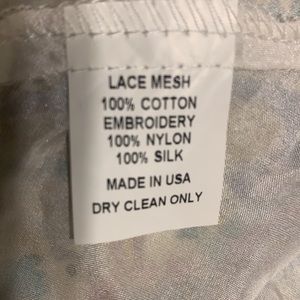 LACE MESH
100% COTTON
EMBROIDERY
100% NYLON
100% SILK
MADE IN USA
DRY CLEAN ONLY